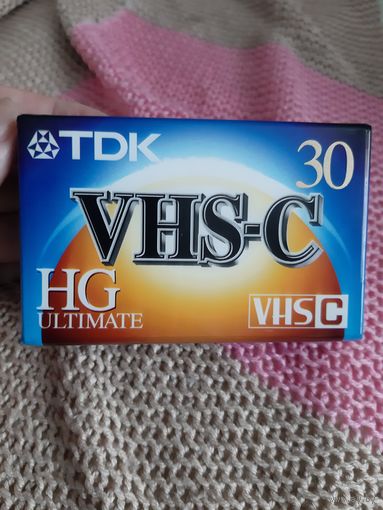 TDK
30
VHS-C
HG
ULTIMATE
VHS C